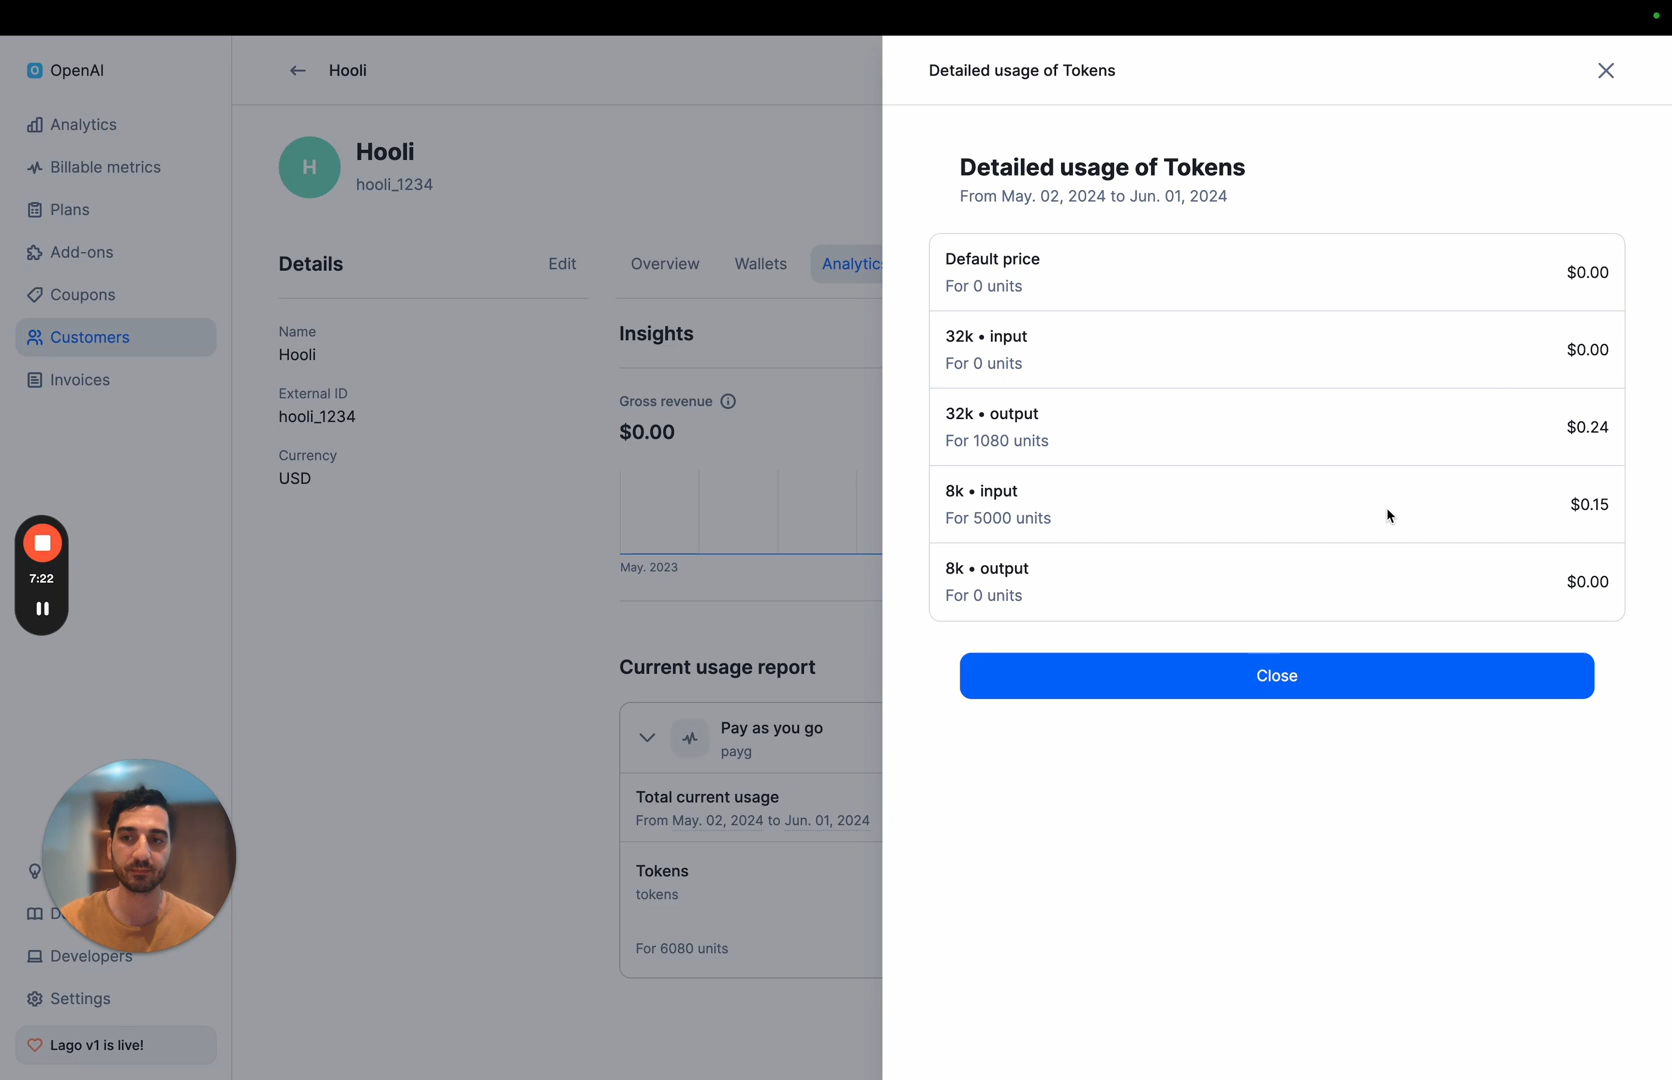 OpenAI
Analytics
Billable metrics
Plans
Add-ons
Coupons
Customers
Invoices
7:22
Developers
Settings
Lago v1 is live!
Hooli
H
Hooli
hooli_1234
Details
Edit
Name
Hooli
External ID
hooli_1234
Currency
USD
Overview
Wallets
Insights
Gross revenue
$0.00
May. 2023
Current usage report
Pay as you go
payg
Total current usage
From May. 02, 2024 to Jun. 01, 2024
Tokens
tokens
For 6080 units
Detailed usage of Tokens
Detailed usage of Tokens
From May. 02, 2024 to Jun. 01, 2024
Default price
$0.00
For 0 units
32k • input
$0.00
For 0 units
32k • output
$0.24
For 1080 units
8k • input
$0.15
For 5000 units
8k • output
$0.00
For 0 units
Close